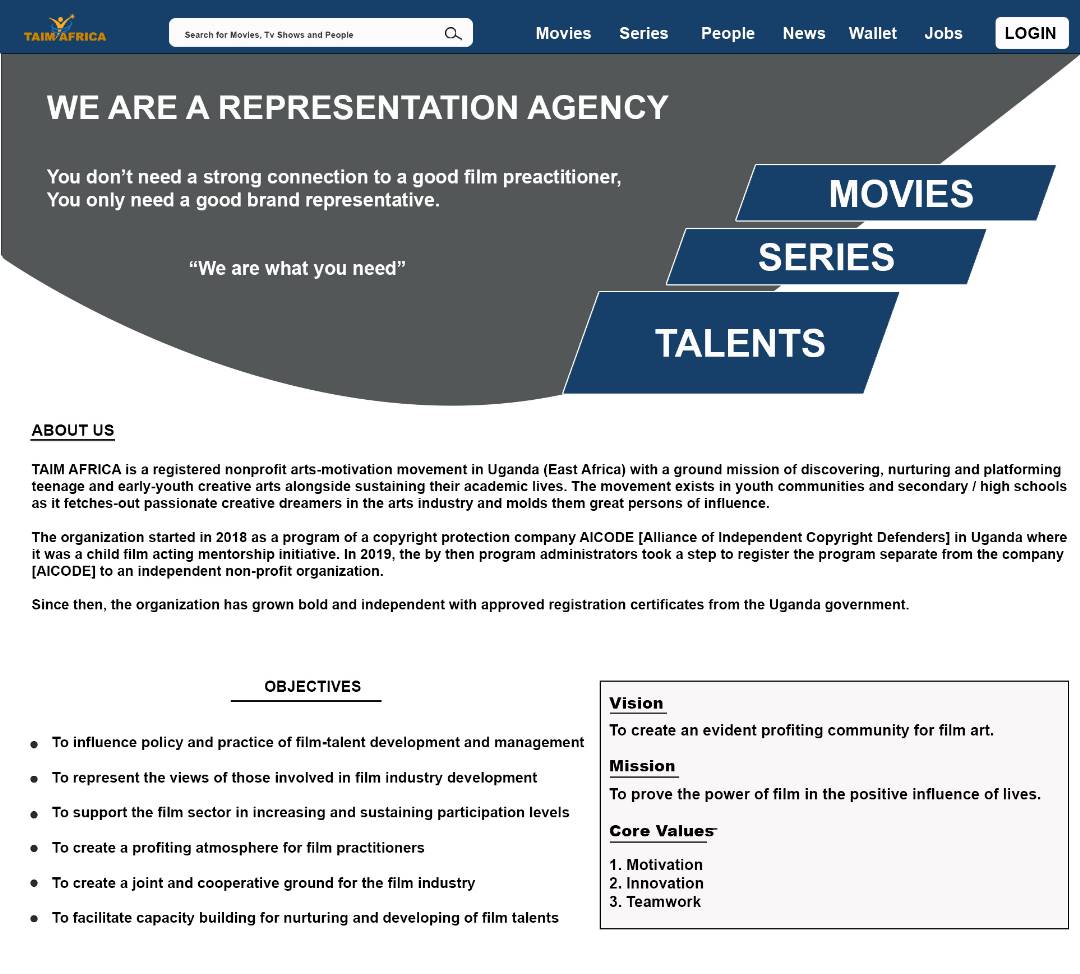 TAIM AFRICA
Search for Movies, Tv Shows and People
Movies Series People News Wallet Jobs LOGIN
WE ARE A REPRESENTATION AGENCY
You don’t need a strong connection to a good film preactitioner,
You only need a good brand representative.
“We are what you need”
MOVIES
SERIES
TALENTS
ABOUT US
TAIM AFRICA is a registered nonprofit arts-motivation movement in Uganda (East Africa) with a ground mission of discovering, nurturing and platforming
teenage and early-youth creative arts alongside sustaining their academic lives. The movement exists in youth communities and secondary / high schools
as it fetches-out passionate creative dreamers in the arts industry and molds them great persons of influence.
The organization started in 2018 as a program of a copyright protection company AICODE [Alliance of Independent Copyright Defenders] in Uganda where
it was a child film acting mentorship initiative. In 2019, the by then program administrators took a step to register the program separate from the company
[AICODE] to an independent non-profit organization.
Since then, the organization has grown bold and independent with approved registration certificates from the Uganda government.
OBJECTIVES
• To influence policy and practice of film-talent development and management
• To represent the views of those involved in film industry development
• To support the film sector in increasing and sustaining participation levels
• To create a profiting atmosphere for film practitioners
• To create a joint and cooperative ground for the film industry
• To facilitate capacity building for nurturing and developing of film talents
Vision
To create an evident profiting community for film art.
Mission
To prove the power of film in the positive influence of lives.
Core Values
1. Motivation
2. Innovation
3. Teamwork